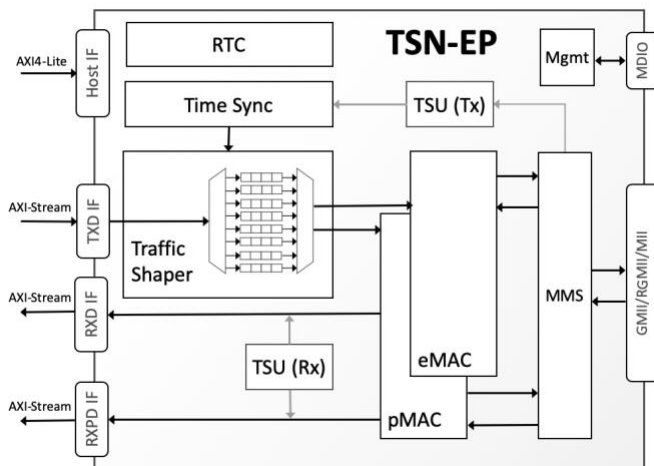 RTC
TSN-EP
Mgmt
MDIO
AXI4-Lite
Host IF
Time Sync
TSU (Tx)
AXI-Stream
TXD IF
Traffic
Shaper
eMAC
pMAC
MMS
GMII/RGMII/MII
AXI-Stream
RXD IF
TSU (Rx)
AXI-Stream
RXPD IF